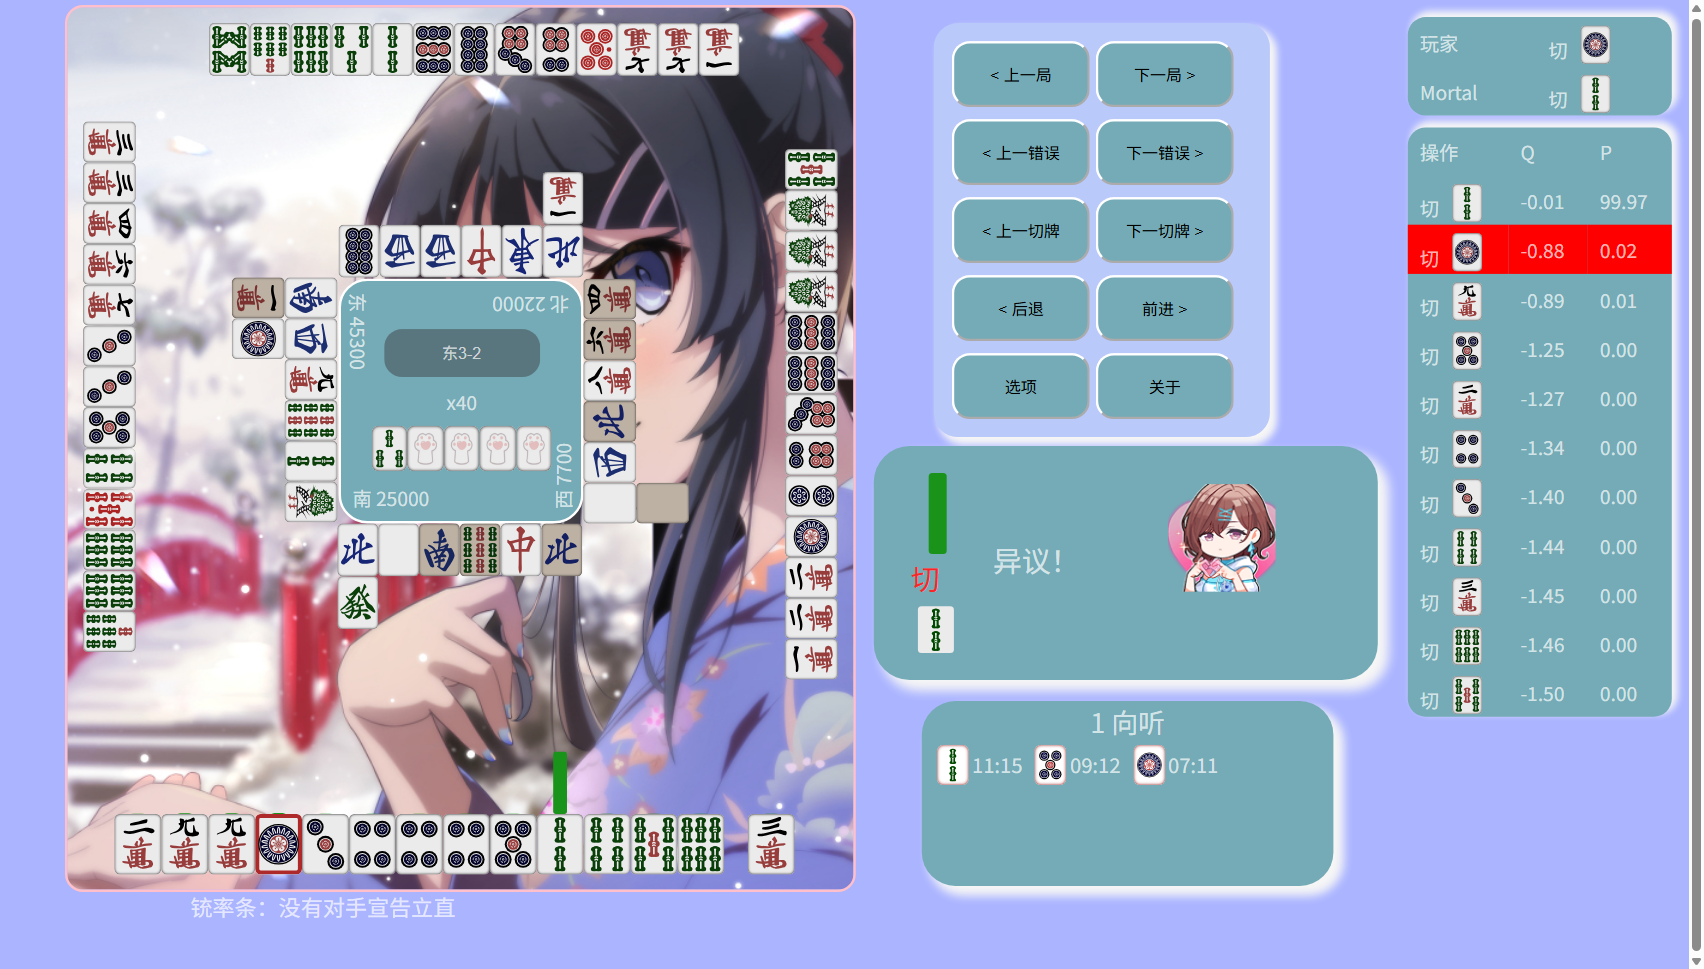 东 45300
北 22000
东3-2
x40
南 25000
西 7700
铳率条：没有对手宣告立直
< 上一局
下一局 >
< 上一错误
下一错误 >
< 上一切牌
下一切牌 >
< 后退
前进 >
选项
关于
切
异议！
1 向听
11:15
09:12
07:11
玩家 切
Mortal 切
操作 Q P
切 -0.01 99.97
切 -0.88 0.02
切 -0.89 0.01
切 -1.25 0.00
切 -1.27 0.00
切 -1.34 0.00
切 -1.40 0.00
切 -1.44 0.00
切 -1.45 0.00
切 -1.46 0.00
切 -1.50 0.00